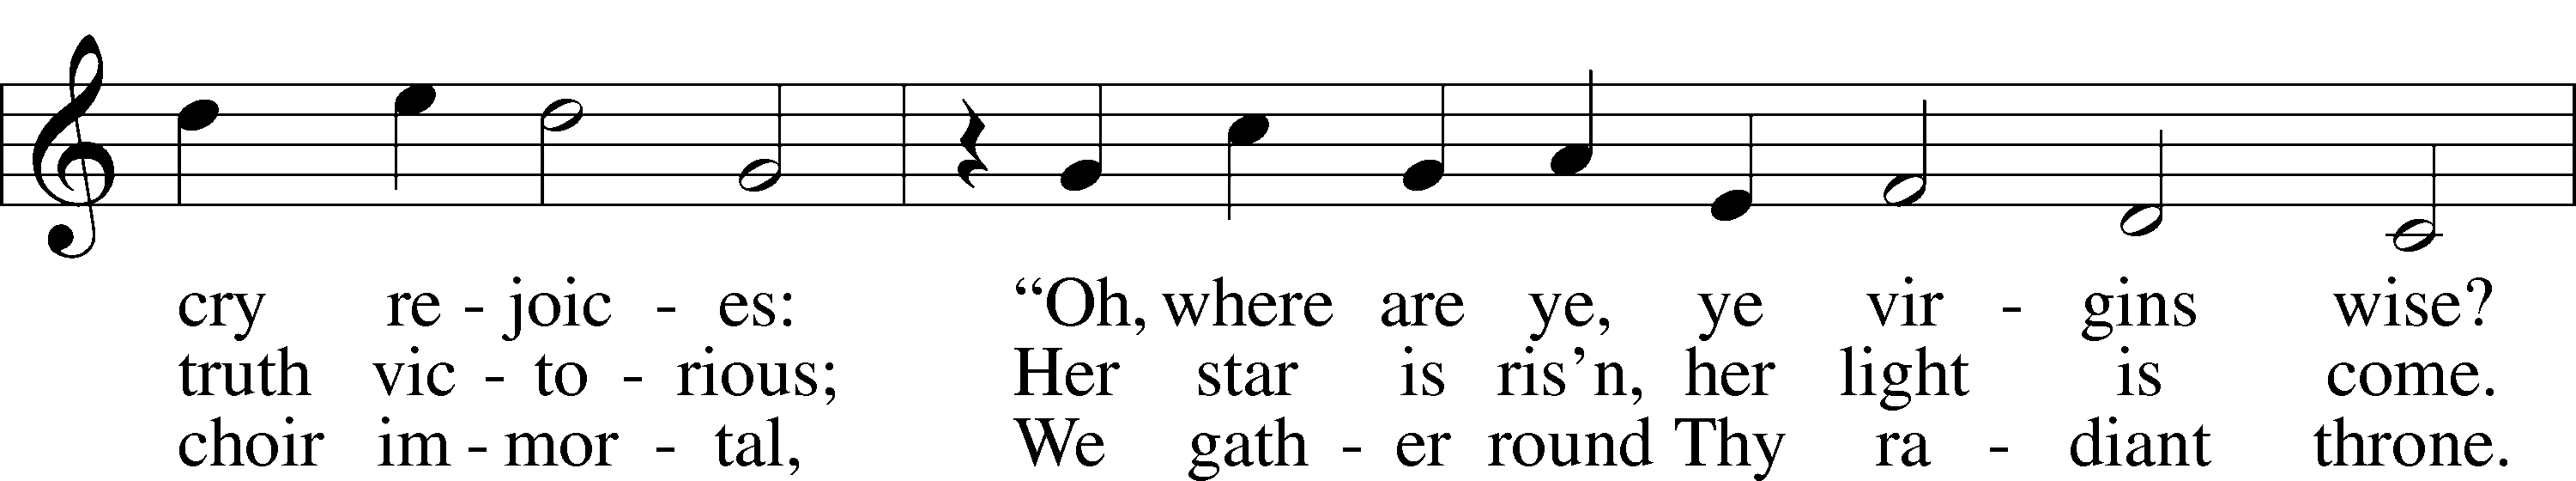 cry re - joic - es: “Oh, where are ye, ye vir - gins wise?
truth vic - to - rious; Her star is ris’n, her light is come.
choir im - mor - tal, We gath - er round Thy ra - diant throne.